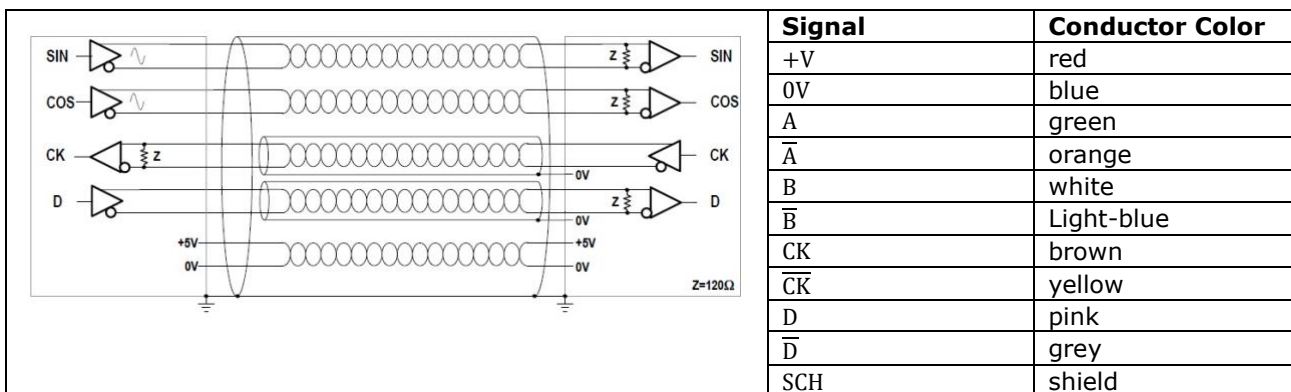 SIN Z SIN
COS Z COS
CK Z CK
0V
D Z D
0V
+5V +5V
0V 0V
Z=120Ω
Signal Conductor Color
+V red
0V blue
A green
A̅ orange
B white
B̅ Light-blue
CK brown
C̅K̅ yellow
D pink
D̅ grey
SCH shield